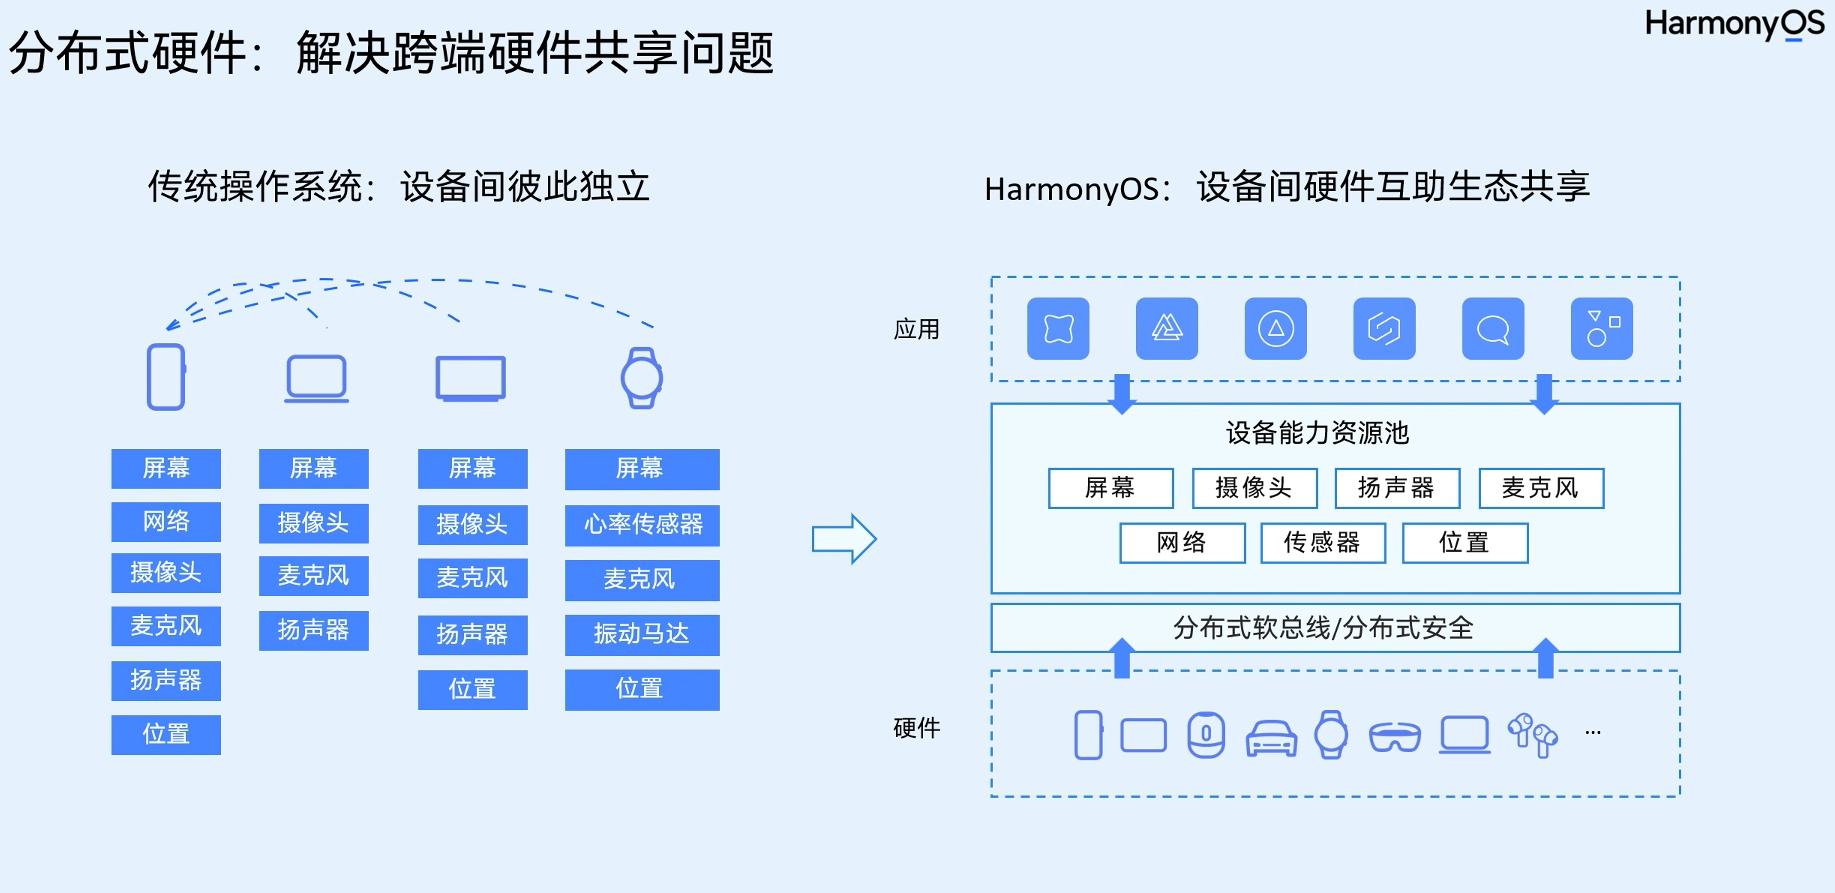 HarmonyOS
分布式硬件：解决跨端硬件共享问题
传统操作系统：设备间彼此独立
屏幕
网络
摄像头
麦克风
扬声器
位置
屏幕
摄像头
麦克风
扬声器
屏幕
摄像头
麦克风
扬声器
位置
屏幕
心率传感器
麦克风
振动马达
位置
HarmonyOS：设备间硬件互助生态共享
应用
设备能力资源池
屏幕
摄像头
扬声器
麦克风
网络
传感器
位置
分布式软总线/分布式安全
硬件
...